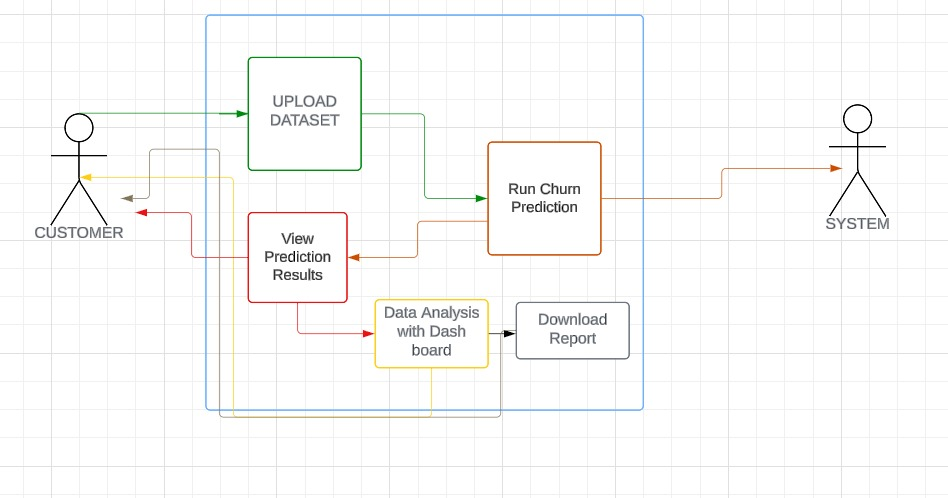 UPLOAD
DATASET
Run Churn
Prediction
CUSTOMER
SYSTEM
View
Prediction
Results
Data Analysis
with Dash
board
Download
Report